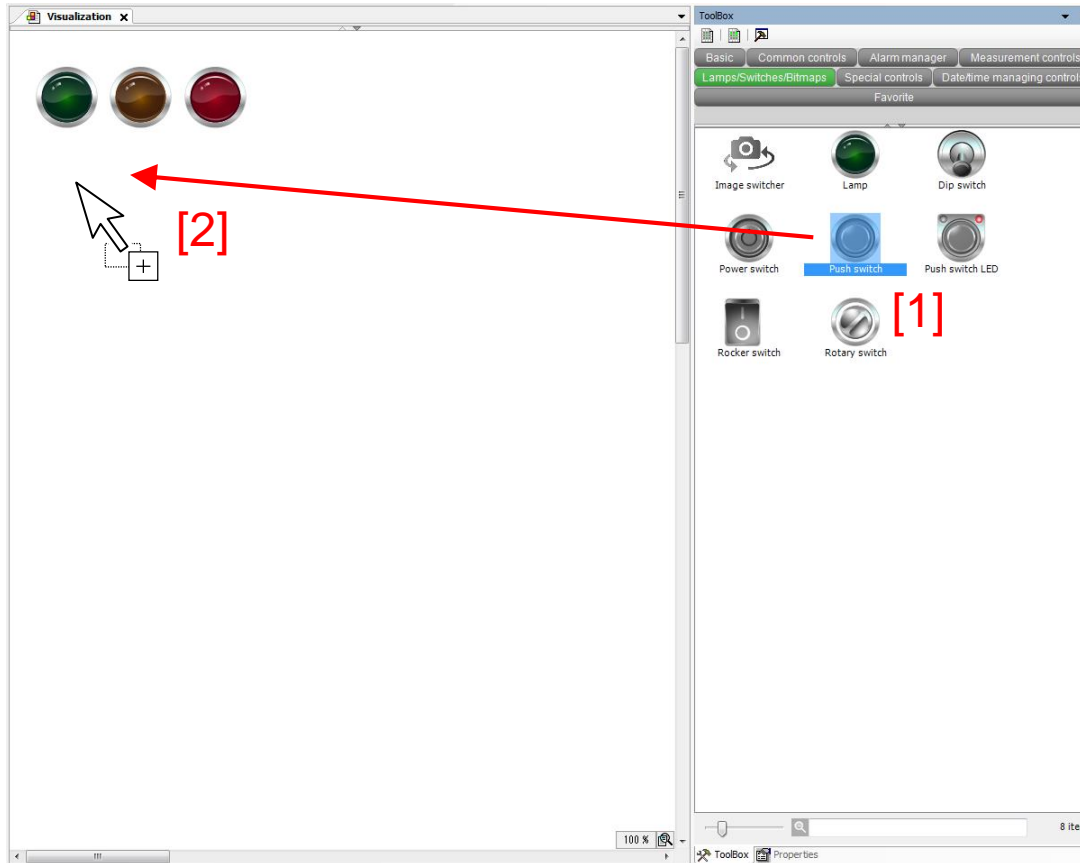 Visualization x
ToolBox
Basic Common controls Alarm manager Measurement controls
Lamps/Switches/Bitmaps Special controls Date/time managing controls
Favorite
Image switcher Lamp Dip switch
[2]
Power switch Push switch Push switch LED
[1]
Rocker switch Rotary switch
8 ite
100 %
ToolBox Properties